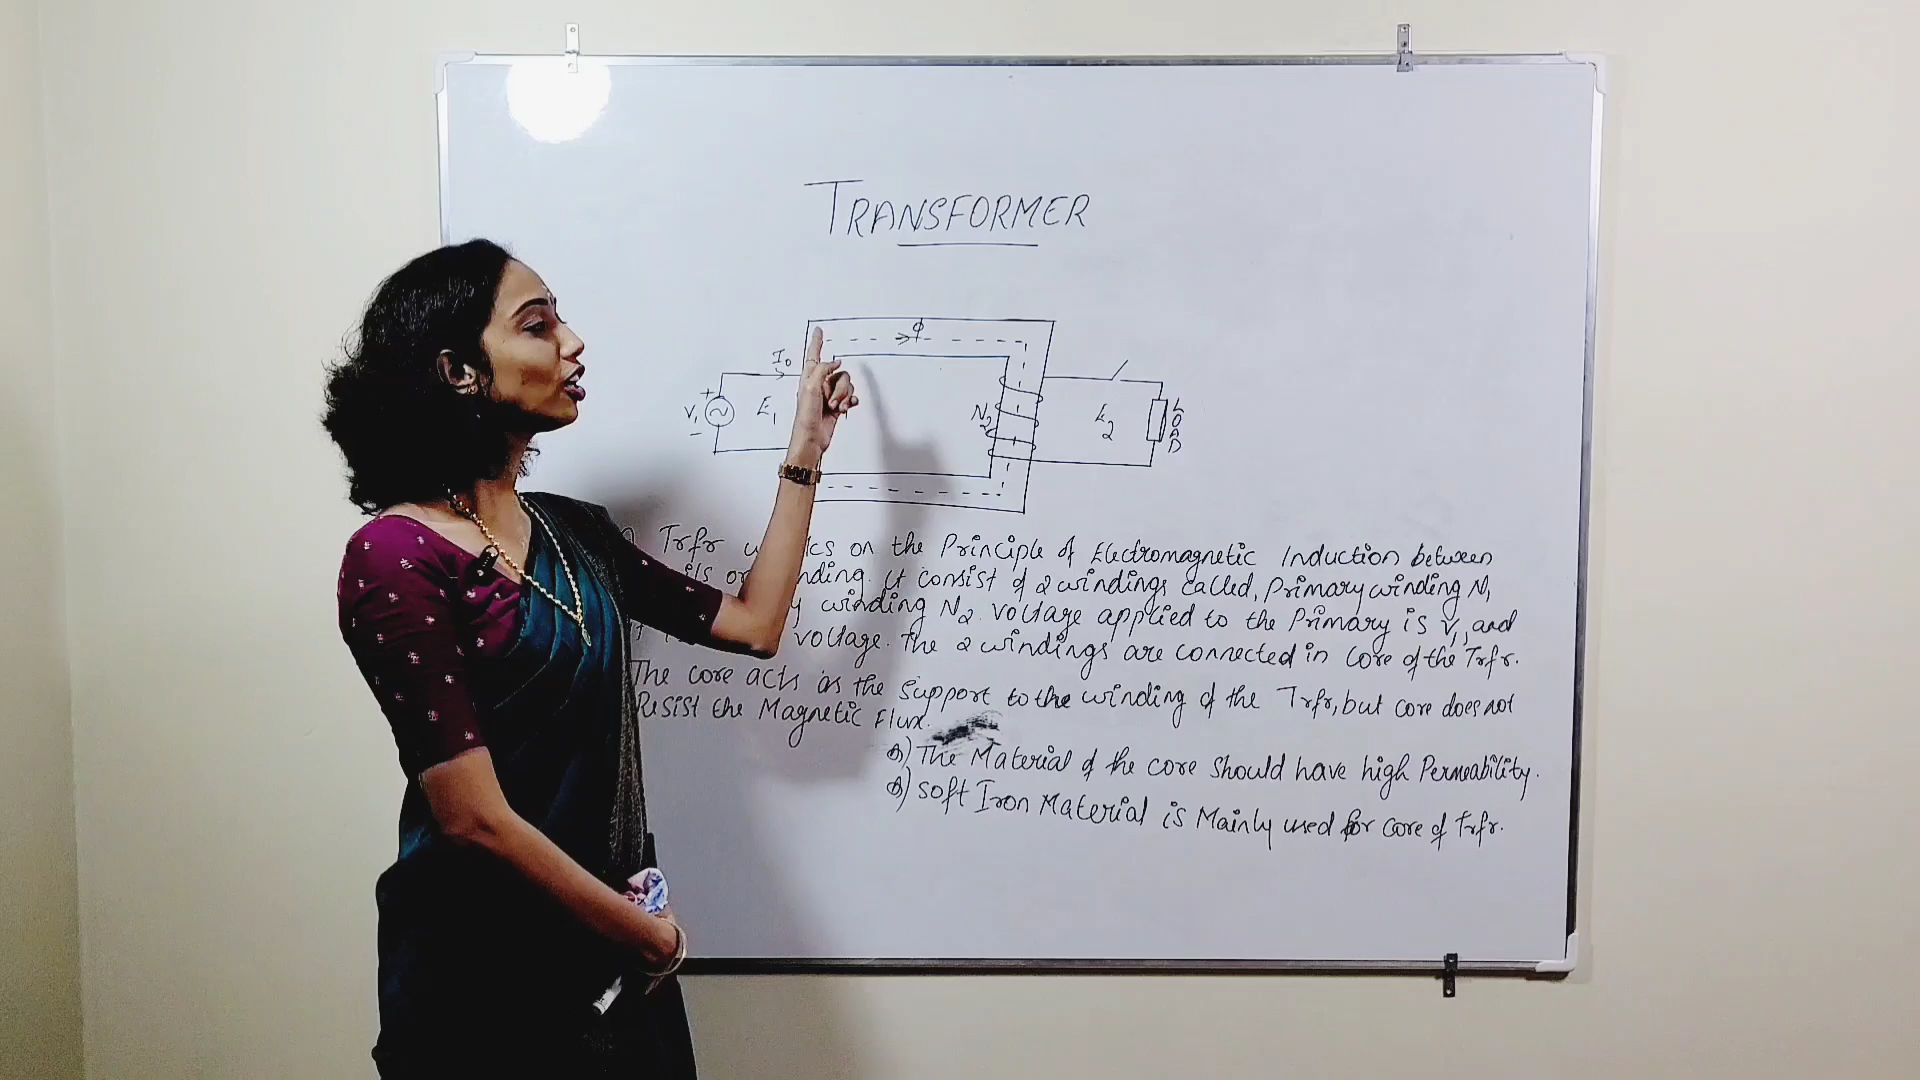 TRANSFORMER
ϕ
I0
V1
+
-
E1
N2
E2
LOAD
Trfr on the Principle of Electromagnetic Induction between
It consist of 2 windings called, Primary winding N1
winding N2. Voltage applied to the Primary is V1, and
voltage. The 2 windings are connected in core of the Trfr.
The core acts as the support to the winding of the Trfr, but core does not
Resist the Magnetic Flux.
The Material of the core should have high Permeability.
Soft Iron Material is Mainly used for core of Trfr.